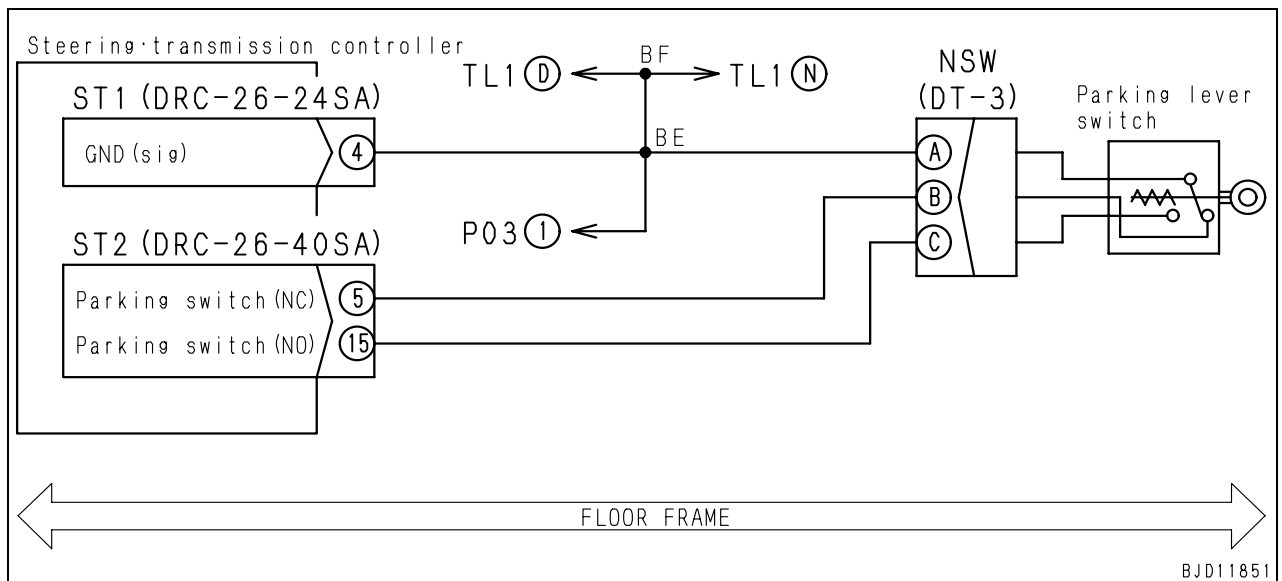 Steering·transmission controller
ST1 (DRC-26-24SA)
GND (sig)
4
ST2 (DRC-26-40SA)
Parking switch (NC)
5
Parking switch (NO)
15
BF
TL1 D
TL1 N
BE
P03 1
NSW
(DT-3)
A
B
C
Parking lever
switch
FLOOR FRAME
BJD11851